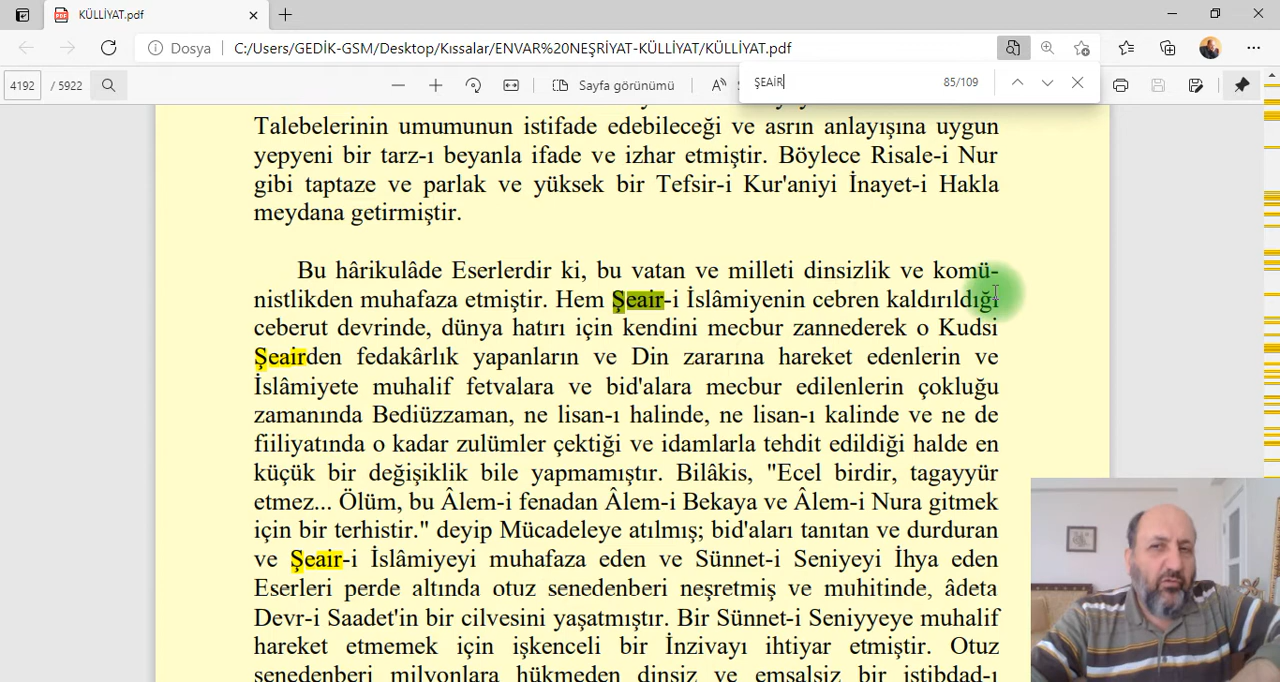 KÜLLİYAT.pdf
Dosya
C:/Users/GEDİK-GSM/Desktop/Kıssalar/ENVAR%20NEŞRİYAT-KÜLLİYAT/KÜLLİYAT.pdf
4192 / 5922
Sayfa görünümü
ŞEAİR 85/109
Talebelerinin umumunun istifade edebileceği ve asrın anlayışına uygun
yepyeni bir tarz-ı beyanla ifade ve izhar etmiştir. Böylece Risale-i Nur
gibi taptaze ve parlak ve yüksek bir Tefsir-i Kur'aniyi İnayet-i Hakla
meydana getirmiştir.
Bu hârikulâde Eserlerdir ki, bu vatan ve milleti dinsizlik ve komü-
nistlikden muhafaza etmiştir. Hem Şeair-i İslâmiyenin cebren kaldırıldığı
ceberut devrinde, dünya hatırı için kendini mecbur zannederek o Kudsi
Şeairden fedakârlık yapanların ve Din zararına hareket edenlerin ve
İslâmiyete muhalif fetvalara ve bid'alara mecbur edilenlerin çokluğu
zamanında Bediüzzaman, ne lisan-ı halinde, ne lisan-ı kalinde ve ne de
fiiliyatında o kadar zulümler çektiği ve idamlarla tehdit edildiği halde en
küçük bir değişiklik bile yapmamıştır. Bilâkis, "Ecel birdir, tagayyür
etmez... Ölüm, bu Âlem-i fenadan Âlem-i Bekaya ve Âlem-i Nura gitmek
için bir terhistir." deyip Mücadeleye atılmış; bid'aları tanıtan ve durduran
ve Şeair-i İslâmiyeyi muhafaza eden ve Sünnet-i Seniyeyi İhya eden
Eserleri perde altında otuz senedenberi neşretmiş ve muhitinde, âdeta
Devr-i Saadet'in bir cilvesini yaşatmıştır. Bir Sünnet-i Seniyyeye muhalif
hareket etmemek için işkenceli bir İnzivayı ihtiyar etmiştir. Otuz
senedenberi milyonlara hükmeden dinsiz ve emsalsiz bir istibdad-ı